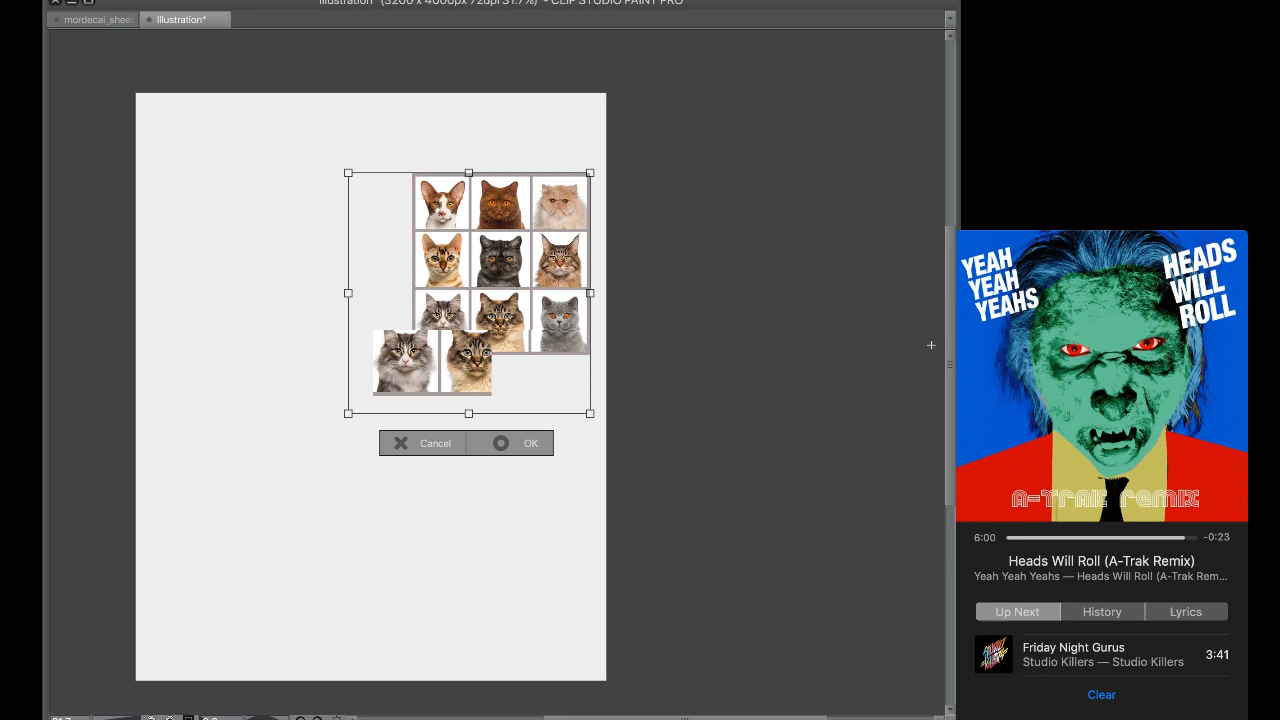 Illustration* (3200 x 4000px 72dpi 31.7%) - CLIP STUDIO PAINT PRO
mordecai_sheet
Illustration*
Cancel
OK
YEAH
YEAH
YEAHS
HEADS
WILL
ROLL
A-TRAK REMIX
6:00
-0:23
Heads Will Roll (A-Trak Remix)
Yeah Yeah Yeahs — Heads Will Roll (A-Trak Rem...
Up Next
History
Lyrics
Friday Night Gurus
Studio Killers — Studio Killers
3:41
Clear